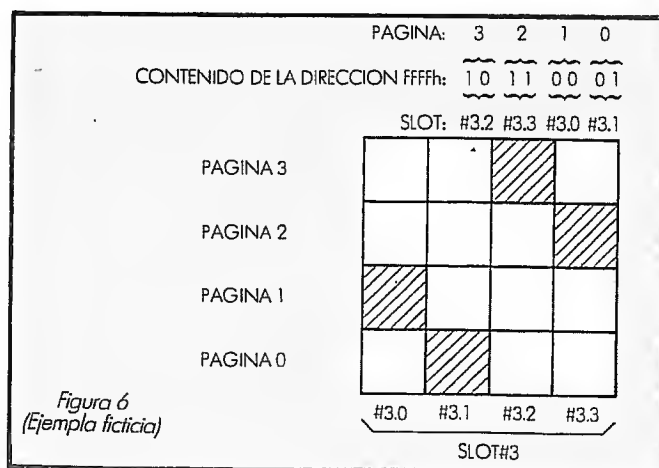 PAGINA: 3 2 1 0
CONTENIDO DE LA DIRECCION FFFFh: 10 11 00 01
SLOT: #3.2 #3.3 #3.0 #3.1
PAGINA 3
PAGINA 2
PAGINA 1
PAGINA 0
#3.0 #3.1 #3.2 #3.3
SLOT#3
Figura 6
(Ejempla ficticia)